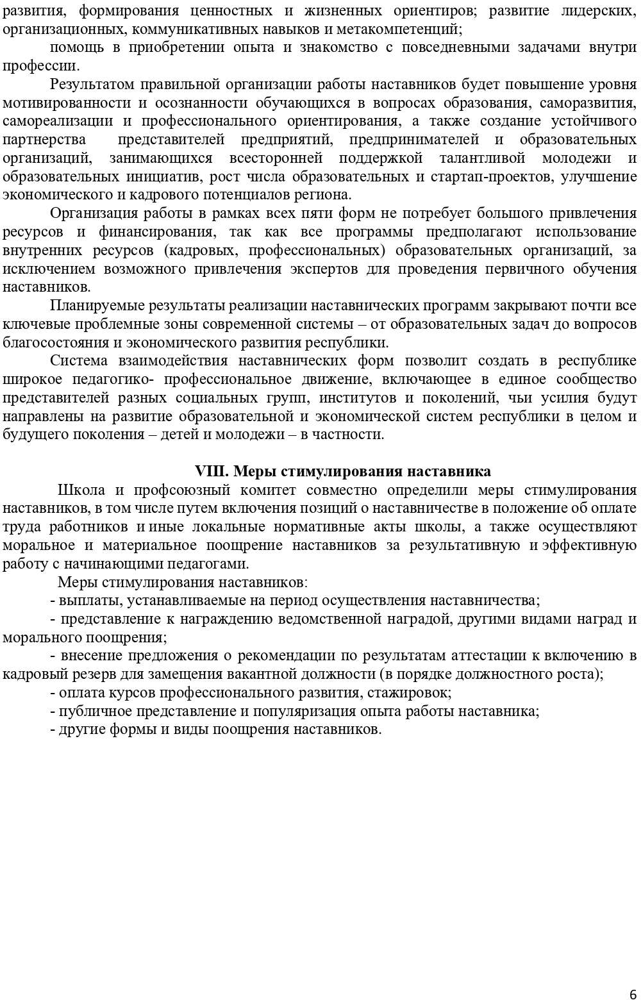 развития, формирования ценностных и жизненных ориентиров; развитие лидерских,
организационных, коммуникативных навыков и метакомпетенций;
помощь в приобретении опыта и знакомство с повседневными задачами внутри
профессии.
Результатом правильной организации работы наставников будет повышение уровня
мотивированности и осознанности обучающихся в вопросах образования, саморазвития,
самореализации и профессионального ориентирования, а также создание устойчивого
партнерства представителей предприятий, предпринимателей и образовательных
организаций, занимающихся всесторонней поддержкой талантливой молодежи и
образовательных инициатив, рост числа образовательных и стартап-проектов, улучшение
экономического и кадрового потенциалов региона.
Организация работы в рамках всех пяти форм не потребует большого привлечения
ресурсов и финансирования, так как все программы предполагают использование
внутренних ресурсов (кадровых, профессиональных) образовательных организаций, за
исключением возможного привлечения экспертов для проведения первичного обучения
наставников.
Планируемые результаты реализации наставнических программ закрывают почти все
ключевые проблемные зоны современной системы – от образовательных задач до вопросов
благосостояния и экономического развития республики.
Система взаимодействия наставнических форм позволит создать в республике
широкое педагогико- профессиональное движение, включающее в единое сообщество
представителей разных социальных групп, институтов и поколений, чьи усилия будут
направлены на развитие образовательной и экономической систем республики в целом и
будущего поколения – детей и молодежи – в частности.
VIII. Меры стимулирования наставника
Школа и профсоюзный комитет совместно определили меры стимулирования
наставников, в том числе путем включения позиций о наставничестве в положение об оплате
труда работников и иные локальные нормативные акты школы, а также осуществляют
моральное и материальное поощрение наставников за результативную и эффективную
работу с начинающими педагогами.
Меры стимулирования наставников:
- выплаты, устанавливаемые на период осуществления наставничества;
- представление к награждению ведомственной наградой, другими видами наград и
морального поощрения;
- внесение предложения о рекомендации по результатам аттестации к включению в
кадровый резерв для замещения вакантной должности (в порядке должностного роста);
- оплата курсов профессионального развития, стажировок;
- публичное представление и популяризация опыта работы наставника;
- другие формы и виды поощрения наставников.
6